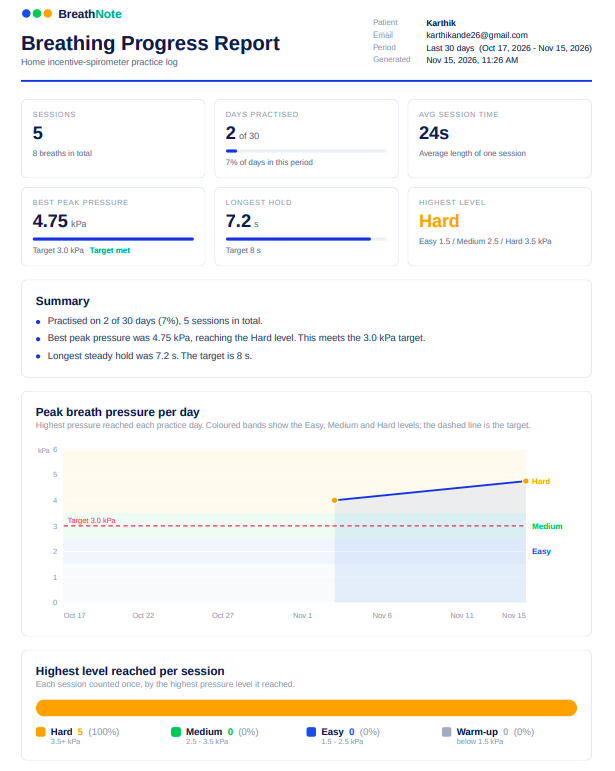 BreathNote
Breathing Progress Report
Home incentive-spirometer practice log
Patient Karthik
Email karthikande26@gmail.com
Period Last 30 days (Oct 17, 2026 - Nov 15, 2026)
Generated Nov 15, 2026, 11:26 AM
SESSIONS
5
8 breaths in total
DAYS PRACTISED
2 of 30
7% of days in this period
AVG SESSION TIME
24s
Average length of one session
BEST PEAK PRESSURE
4.75 kPa
Target 3.0 kPa Target met
LONGEST HOLD
7.2 s
Target 8 s
HIGHEST LEVEL
Hard
Easy 1.5 / Medium 2.5 / Hard 3.5 kPa
Summary
Practised on 2 of 30 days (7%), 5 sessions in total.
Best peak pressure was 4.75 kPa, reaching the Hard level. This meets the 3.0 kPa target.
Longest steady hold was 7.2 s. The target is 8 s.
Peak breath pressure per day
Highest pressure reached each practice day. Coloured bands show the Easy, Medium and Hard levels; the dashed line is the target.
kPa 6
5
Hard
4
Target 3.0 kPa
3
Medium
2
Easy
1
0
Oct 17 Oct 22 Oct 27 Nov 1 Nov 6 Nov 11 Nov 15
Highest level reached per session
Each session counted once, by the highest pressure level it reached.
Hard 5 (100%) Medium 0 (0%) Easy 0 (0%) Warm-up 0 (0%)
3.5+ kPa 2.5 - 3.5 kPa 1.5 - 2.5 kPa below 1.5 kPa